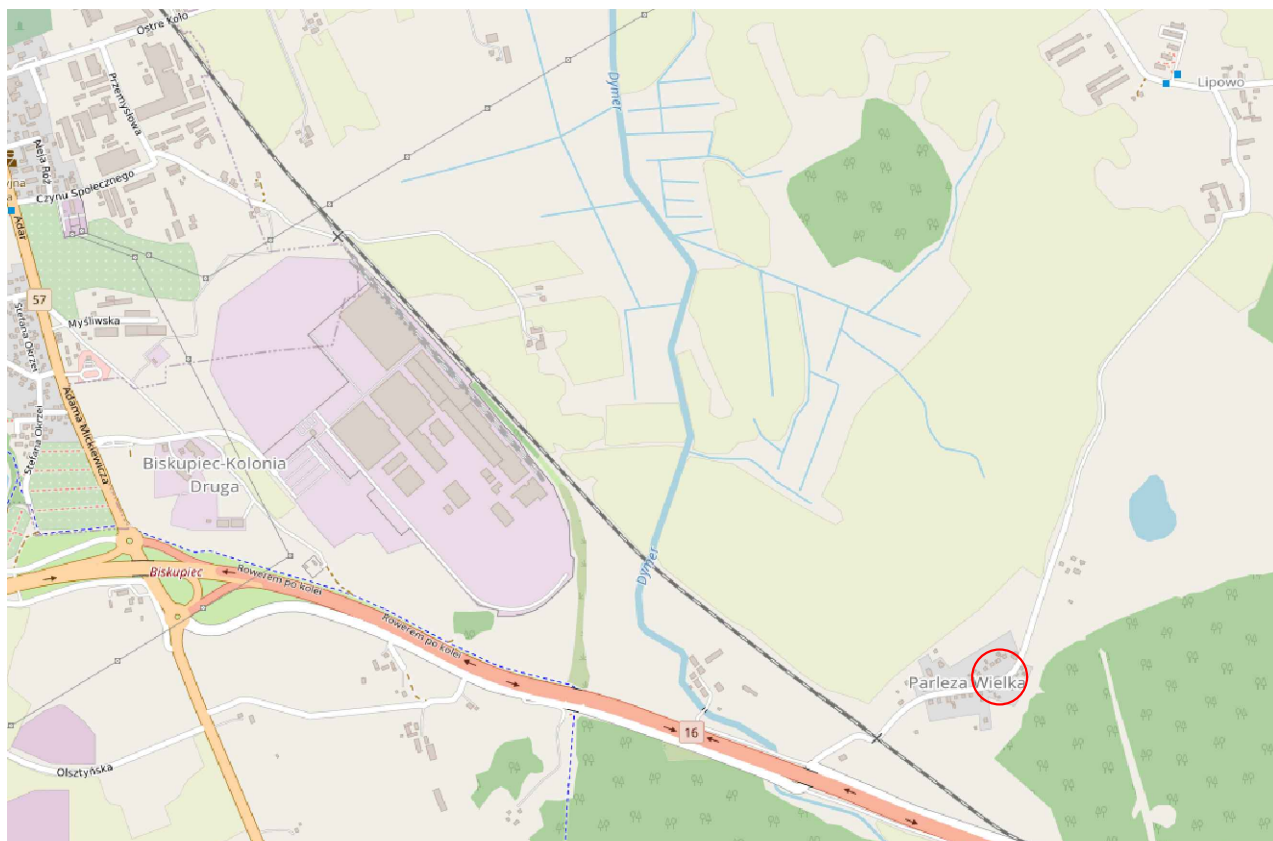 Ostre Koło
Przemysłowa
Dymer
Lipowo
Neja Róż
Czynu Społecznego
Adar
57
Stefana Okrzei
Myśliwska
Adama Mickiewicza
Stefana Okrzei
Biskupiec-Kolonia
Druga
Dymer
Biskupiec
Rowerem po kolei
Rowerem po kolei
Parleza Wielka
16
Olsztyńska